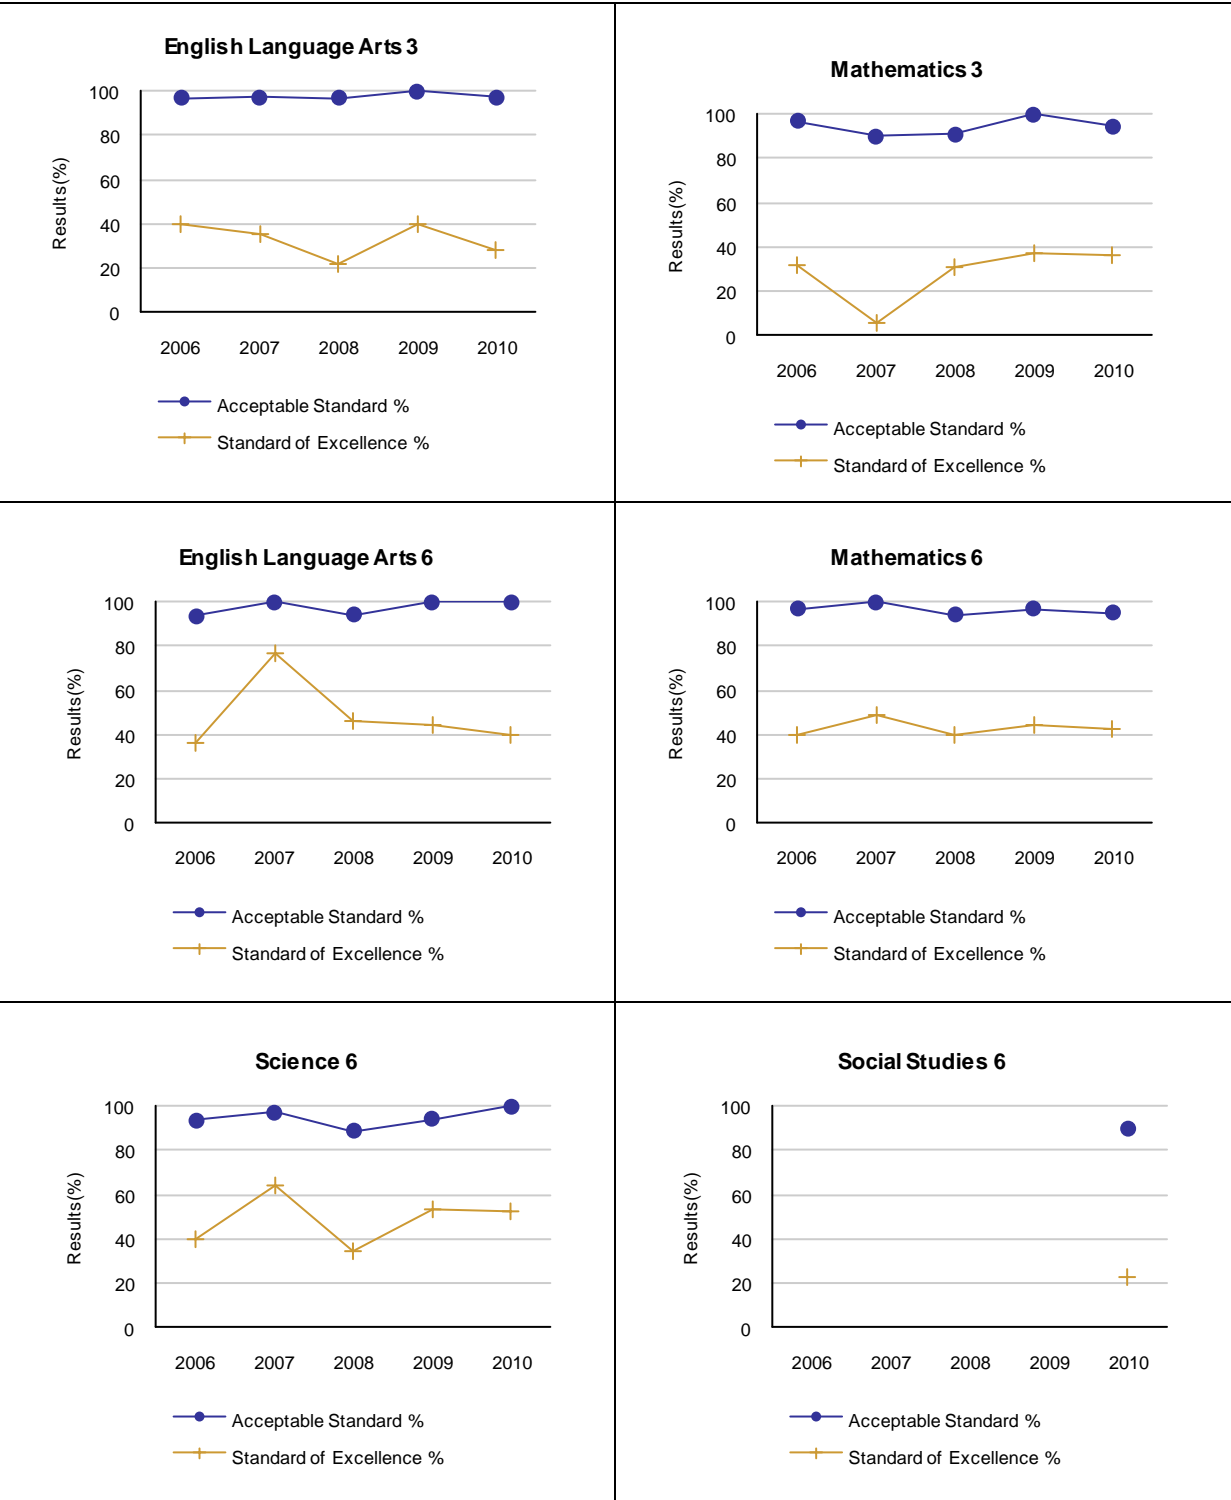 English Language Arts 3
100
80
60
40
20
0
Results(%)
2006 2007 2008 2009 2010
Acceptable Standard %
Standard of Excellence %
Mathematics 3
100
80
60
40
20
0
Results(%)
2006 2007 2008 2009 2010
Acceptable Standard %
Standard of Excellence %
English Language Arts 6
100
80
60
40
20
0
Results(%)
2006 2007 2008 2009 2010
Acceptable Standard %
Standard of Excellence %
Mathematics 6
100
80
60
40
20
0
Results(%)
2006 2007 2008 2009 2010
Acceptable Standard %
Standard of Excellence %
Science 6
100
80
60
40
20
0
Results(%)
2006 2007 2008 2009 2010
Acceptable Standard %
Standard of Excellence %
Social Studies 6
100
80
60
40
20
0
Results(%)
2006 2007 2008 2009 2010
Acceptable Standard %
Standard of Excellence %